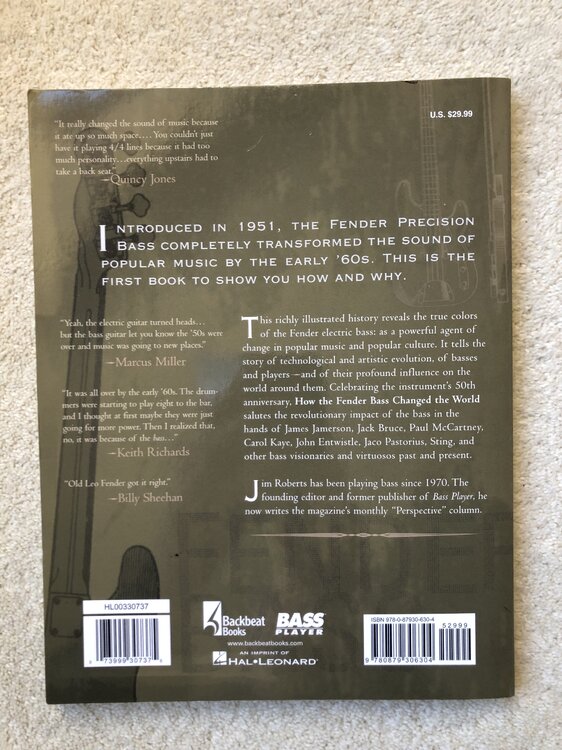 U.S. $29.99
"It really changed the sound of music because
it ate up so much space.... You couldn't just
have it playing 4/4 lines because it had too
much personality...everything upstairs had to
take a back seat."
—Quincy Jones
INTRODUCED IN 1951, THE FENDER PRECISION
BASS COMPLETELY TRANSFORMED THE SOUND OF
POPULAR MUSIC BY THE EARLY '60S. THIS IS THE
FIRST BOOK TO SHOW YOU HOW AND WHY.
"Yeah, the electric guitar turned heads...
but the bass guitar let you know the '50s were
over and music was going to new places."
—Marcus Miller
"It was all over by the early '60s. The drum-
mers were starting to play eight to the bar,
and I thought at first maybe they were just
going for more power. Then I realized that,
no, it was because of the bass..."
—Keith Richards
"Old Leo Fender got it right."
—Billy Sheehan
This richly illustrated history reveals the true colors
of the Fender electric bass: as a powerful agent of
change in popular music and popular culture. It tells the
story of technological and artistic evolution, of basses
and players—and of their profound influence on the
world around them. Celebrating the instrument's 50th
anniversary, How the Fender Bass Changed the World
salutes the revolutionary impact of the bass in the
hands of James Jamerson, Jack Bruce, Paul McCartney,
Carol Kaye, John Entwistle, Jaco Pastorius, Sting, and
other bass visionaries and virtuosos past and present.
Jim Roberts has been playing bass since 1970. The
founding editor and former publisher of Bass Player, he
now writes the magazine's monthly "Perspective" column.
FENDER
HL00330737
8 73999 30737 0
Backbeat
Books
BASS
PLAYER
www.backbeatbooks.com
AN IMPRINT OF
HAL•LEONARD
ISBN 978-0-87930-630-4
52999
9 780879 306304